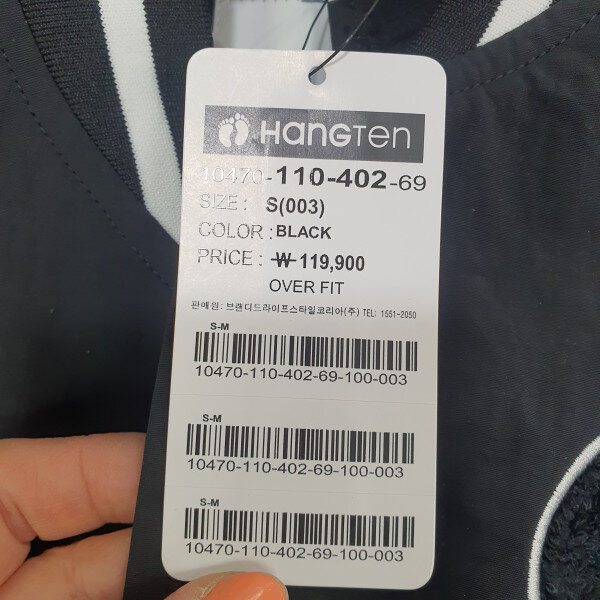 HANGTEN
10470-110-402-69
SIZE : S(003)
COLOR : BLACK
PRICE : ₩ 119,900
OVER FIT
판매원: 브랜디드라이프스타일코리아(주) TEL: 1551-2050
S-M
10470-110-402-69-100-003
S-M
10470-110-402-69-100-003
S-M
10470-110-402-69-100-003